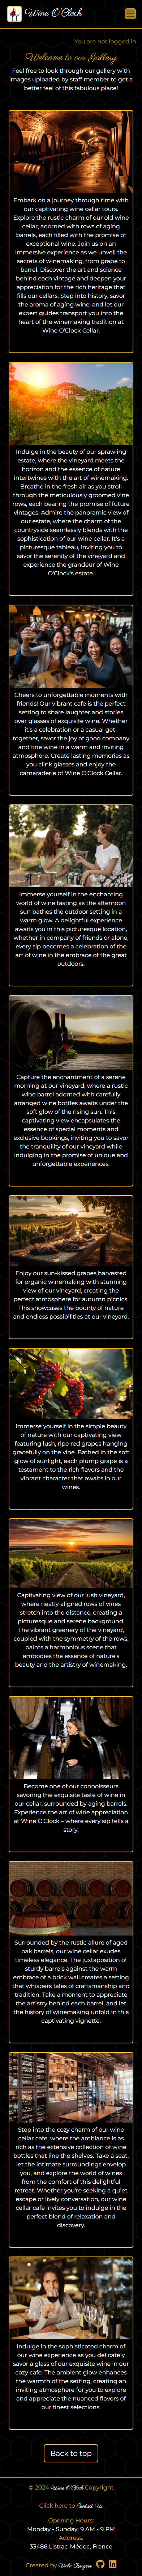 Wine O'Clock
You are not logged in
Welcome to our Gallery
Feel free to look through our gallery with
images uploaded by staff member to get a
better feel of this fabulous place!
Embark on a journey through time with
our captivating wine cellar tours.
Explore the rustic charm of our old wine
cellar, adorned with rows of aging
barrels, each filled with the promise of
exceptional wine. Join us on an
immersive experience as we unveil the
secrets of winemaking, from grape to
barrel. Discover the art and science
behind each vintage and deepen your
appreciation for the rich heritage that
fills our cellars. Step into history, savor
the aroma of aging wine, and let our
expert guides transport you into the
heart of the winemaking tradition at
Wine O'Clock Cellar.
Indulge in the beauty of our sprawling
estate, where the vineyard meets the
horizon and the essence of nature
intertwines with the art of winemaking.
Breathe in the fresh air as you stroll
through the meticulously groomed vine
rows, each bearing the promise of future
vintages. Admire the panoramic view of
our estate, where the charm of the
countryside seamlessly blends with the
sophistication of our wine cellar. It's a
picturesque tableau, inviting you to
savor the serenity of the vineyard and
experience the grandeur of Wine
O'Clock's estate.
Cheers to unforgettable moments with
friends! Our vibrant cafe is the perfect
setting to share laughter and stories
over glasses of exquisite wine. Whether
it's a celebration or a casual get-
together, savor the joy of good company
and fine wine in a warm and inviting
atmosphere. Create lasting memories as
you clink glasses and enjoy the
camaraderie of Wine O'Clock Cellar.
Immerse yourself in the enchanting
world of wine tasting as the afternoon
sun bathes the outdoor setting in a
warm glow. A delightful experience
awaits you in this picturesque location,
whether in company of friends or alone,
every sip becomes a celebration of the
art of wine in the embrace of the great
outdoors.
Capture the enchantment of a serene
morning at our vineyard, where a rustic
wine barrel adorned with carefully
arranged wine bottles awaits under the
soft glow of the rising sun. This
captivating view encapsulates the
essence of special moments and
exclusive bookings, inviting you to savor
the tranquility of our vineyard while
indulging in the promise of unique and
unforgettable experiences.
Enjoy our sun-kissed grapes harvested
for organic winemaking with stunning
view of our vineyard, creating the
perfect atmosphere for autumn picnics.
This showcases the bounty of nature
and endless possibilities at our vineyard.
Immerse yourself in the simple beauty
of nature with our captivating view
featuring lush, ripe red grapes hanging
gracefully on the vine. Bathed in the soft
glow of sunlight, each plump grape is a
testament to the rich flavors and the
vibrant character that awaits in our
wines.
Captivating view of our lush vineyard,
where neatly aligned rows of vines
stretch into the distance, creating a
picturesque and serene background.
The vibrant greenery of the vineyard,
coupled with the symmetry of the rows,
paints a harmonious scene that
embodies the essence of nature's
beauty and the artistry of winemaking.
Become one of our connoisseurs
savoring the exquisite taste of wine in
our cellar, surrounded by aging barrels.
Experience the art of wine appreciation
at Wine O'Clock – where every sip tells a
story.
Surrounded by the rustic allure of aged
oak barrels, our wine cellar exudes
timeless elegance. The juxtaposition of
sturdy barrels against the warm
embrace of a brick wall creates a setting
that whispers tales of craftsmanship and
tradition. Take a moment to appreciate
the artistry behind each barrel, and let
the history of winemaking unfold in this
captivating vignette.
Step into the cozy charm of our wine
cellar cafe, where the ambiance is as
rich as the extensive collection of wine
bottles that line the shelves. Take a seat,
let the intimate surroundings envelop
you, and explore the world of wines
from the comfort of this delightful
retreat. Whether you're seeking a quiet
escape or lively conversation, our wine
cellar cafe invites you to indulge in the
perfect blend of relaxation and
discovery.
Indulge in the sophisticated charm of
our wine experience as you delicately
savor a glass of our exquisite wine in our
cozy cafe. The ambient glow enhances
the warmth of the setting, creating an
inviting atmosphere for you to explore
and appreciate the nuanced flavors of
our finest selections.
Back to top
© 2024 Wine O'Clock Copyright
Click here to Contact Us
Opening Hours:
Monday - Sunday: 9 AM - 9 PM
Address:
33486 Listrac-Médoc, France
Created by